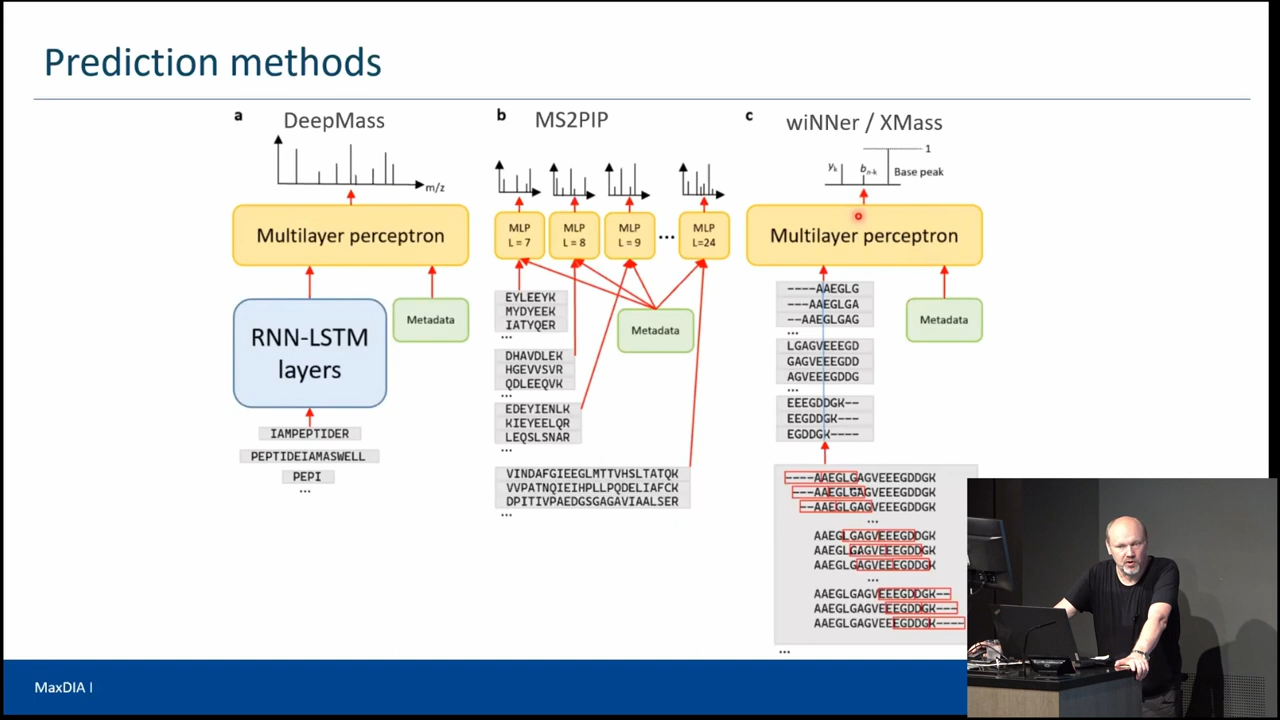 Prediction methods
a
DeepMass
m/z
Multilayer perceptron
RNN-LSTM
layers
Metadata
IAMPEPTIDER
PEPTIDEIAMASWELL
PEPI
...
b
MS2PIP
MLP
L = 7
MLP
L = 8
MLP
L = 9
...
MLP
L=24
EYLEEYK
MYDYEEK
IATYQER
...
DHAVDLEK
HGEVVSVR
QDLEEQVK
...
EDEYIENLK
KIEYEELQR
LEQSLSNAR
...
VINDAFGIEEGLMTTVHSLTATQK
VVPATNQIEIHPLLPQDELIAFCK
DPITIVPAEDGSGAGAVIAALSER
...
Metadata
c
wiNNer / XMass
yk
bn-k
1
Base peak
Multilayer perceptron
Metadata
----AAEGLG
---AAEGLGA
--AAEGLGAG
...
LGAGVEEEGD
GAGVEEEGDD
AGVEEEGDDG
...
EEEGDDGK--
EEGDDGK---
EGDDGK----
----AAEGLGAGVEEEGDDGK
---AAEGLGAGVEEEGDDGK
--AAEGLGAGVEEEGDDGK
...
AAEGLGAGVEEEGDDGK
AAEGLGAGVEEEGDDGK
AAEGLGAGVEEEGDDGK
...
AAEGLGAGVEEEGDDGK--
AAEGLGAGVEEEGDDGK---
AAEGLGAGVEEEGDDGK----
...
MaxDIA |